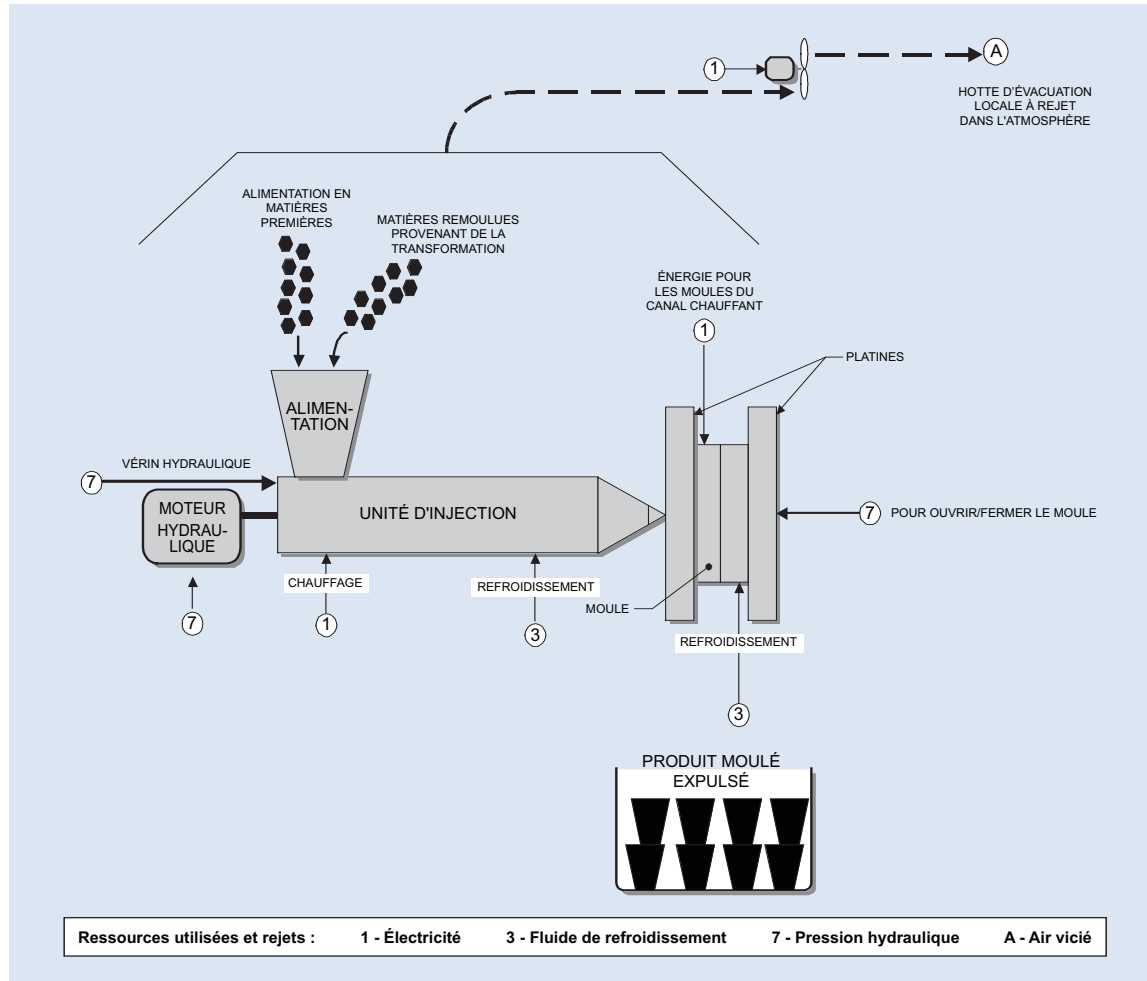 1
A
HOTTE D'ÉVACUATION
LOCALE À REJET
DANS L'ATMOSPHÈRE
ALIMENTATION EN
MATIÈRES
PREMIÈRES
MATIÈRES REMOULUES
PROVENANT DE LA
TRANSFORMATION
ÉNERGIE POUR
LES MOULES DU
CANAL CHAUFFANT
1
PLATINES
ALIMEN-
TATION
VÉRIN HYDRAULIQUE
7
MOTEUR
HYDRAU-
LIQUE
UNITÉ D'INJECTION
7
POUR OUVRIR/FERMER LE MOULE
CHAUFFAGE
REFROIDISSEMENT
MOULE
7
1
3
REFROIDISSEMENT
3
PRODUIT MOULÉ
EXPULSÉ
Ressources utilisées et rejets : 1 - Électricité 3 - Fluide de refroidissement 7 - Pression hydraulique A - Air vicié